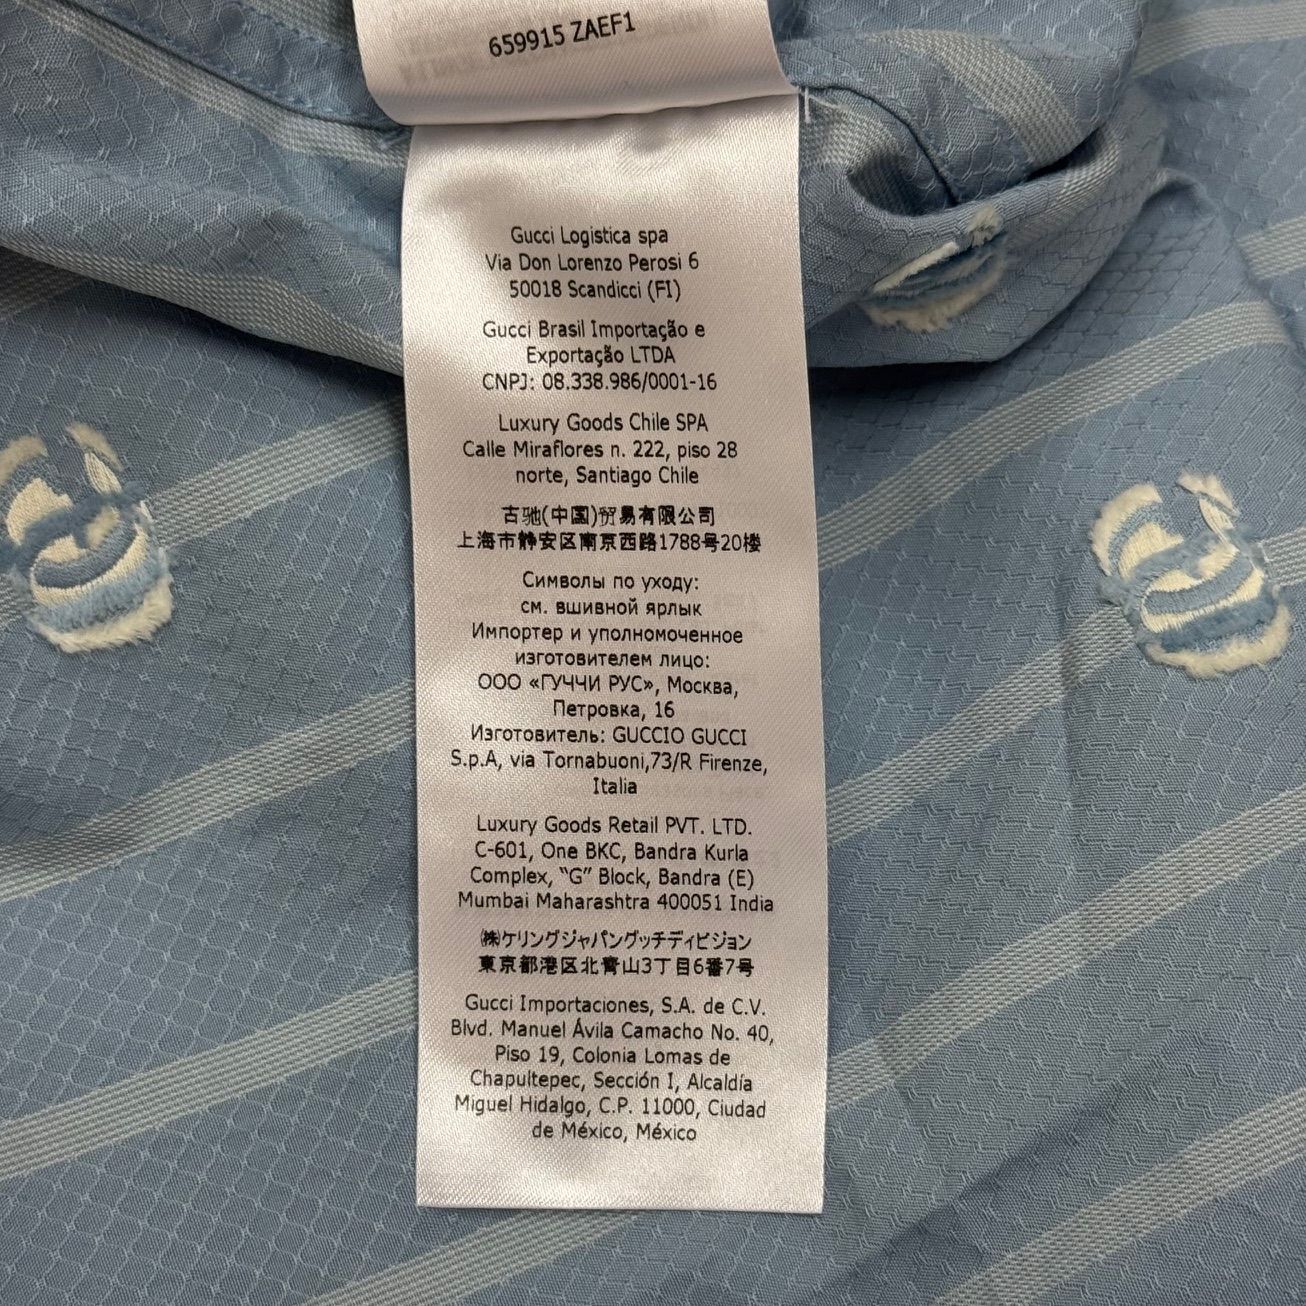 659915 ZAEF1
Gucci Logistica spa
Via Don Lorenzo Perosi 6
50018 Scandicci (FI)
Gucci Brasil Importação e
Exportação LTDA
CNPJ: 08.338.986/0001-16
Luxury Goods Chile SPA
Calle Miraflores n. 222, piso 28
norte, Santiago Chile
古驰(中国)贸易有限公司
上海市静安区南京西路1788号20楼
Символы по уходу:
см. вшивной ярлык
Импортер и уполномоченное
изготовителем лицо:
ООО «ГУЧЧИ РУС», Москва,
Петровка, 16
Изготовитель: GUCCIO GUCCI
S.p.A, via Tornabuoni,73/R Firenze,
Italia
Luxury Goods Retail PVT. LTD.
C-601, One BKC, Bandra Kurla
Complex, “G” Block, Bandra (E)
Mumbai Maharashtra 400051 India
㈱ケリングジャパングッチディビジョン
東京都港区北青山3丁目6番7号
Gucci Importaciones, S.A. de C.V.
Blvd. Manuel Ávila Camacho No. 40,
Piso 19, Colonia Lomas de
Chapultepec, Sección I, Alcaldía
Miguel Hidalgo, C.P. 11000, Ciudad
de México, México